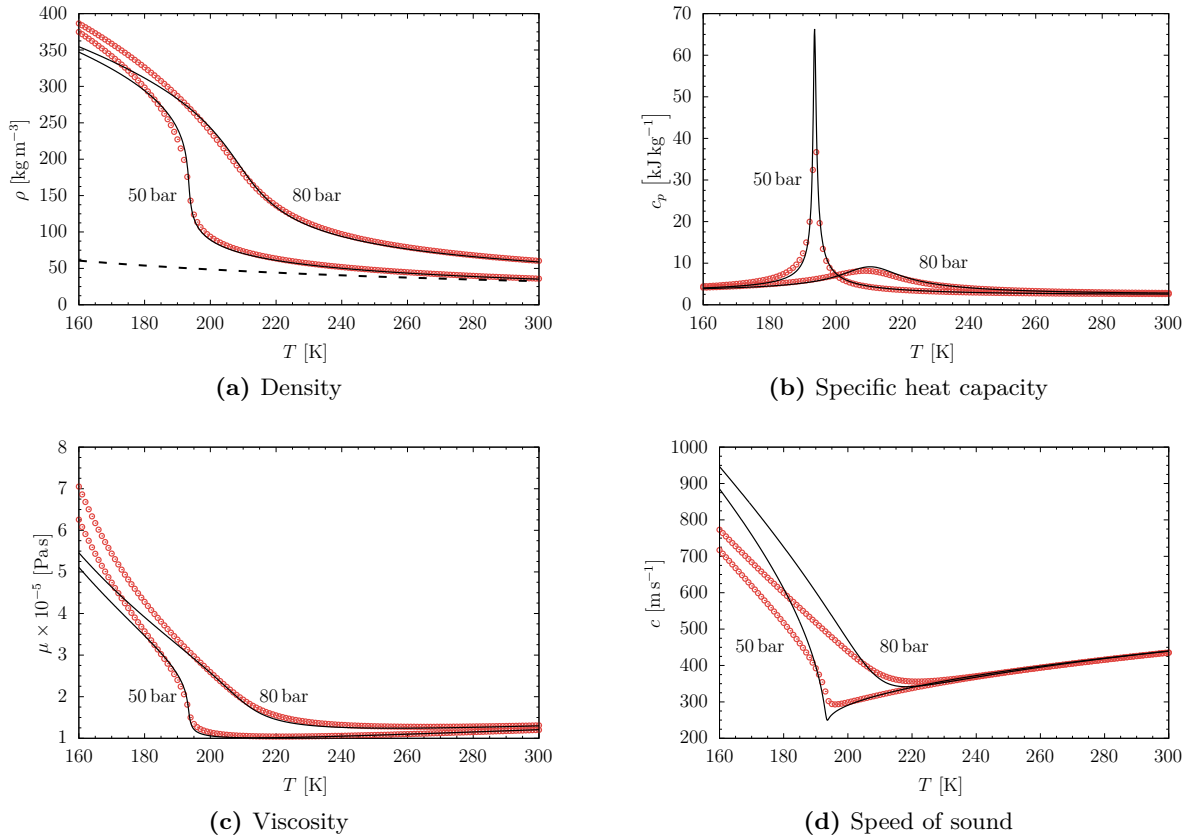 400
350
300
250
200
150
100
50
0
ρ [kg m⁻³]
50 bar
80 bar
160 180 200 220 240 260 280 300
T [K]
(a) Density
70
60
50
40
30
20
10
0
cₚ [kJ kg⁻¹]
50 bar
80 bar
160 180 200 220 240 260 280 300
T [K]
(b) Specific heat capacity
8
7
6
5
4
3
2
1
μ × 10⁻⁵ [Pa s]
50 bar
80 bar
160 180 200 220 240 260 280 300
T [K]
(c) Viscosity
1000
900
800
700
600
500
400
300
200
c [m s⁻¹]
50 bar
80 bar
160 180 200 220 240 260 280 300
T [K]
(d) Speed of sound